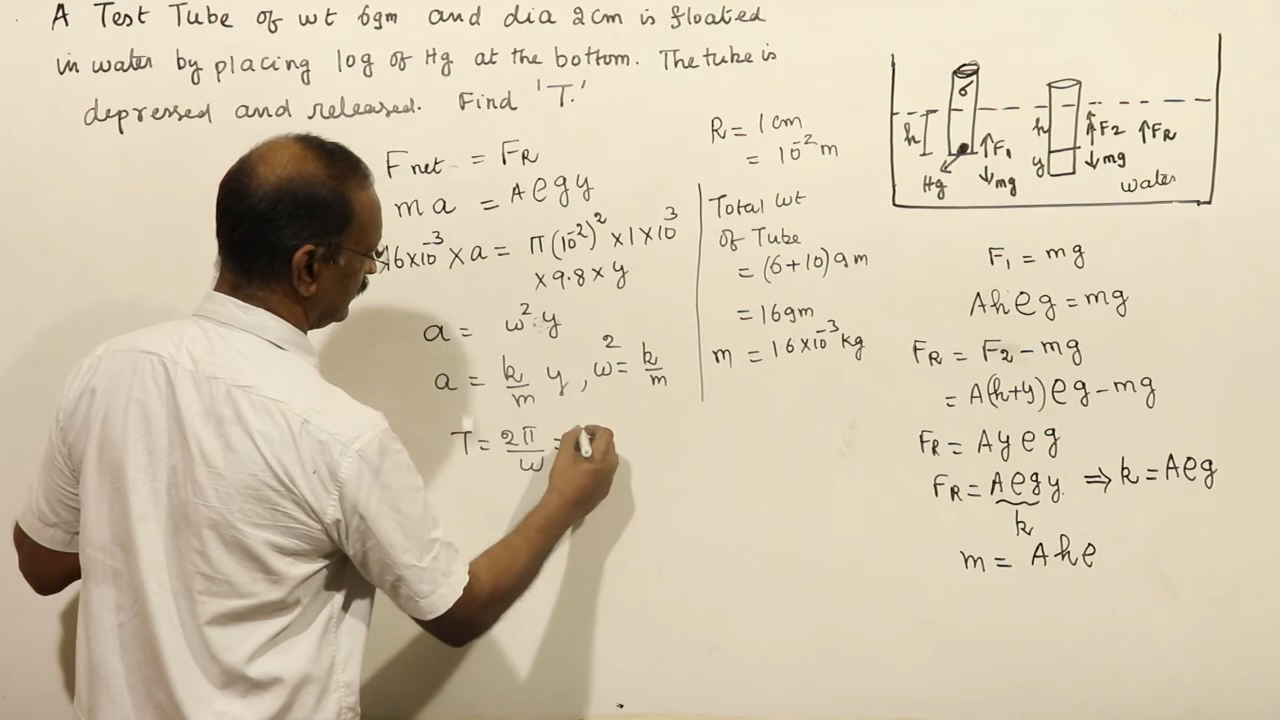 A Test Tube of wt 6gm and dia 2cm is floated
in water by placing 10g of Hg at the bottom. The tube is
depressed and released. Find 'T.'
F net = FR
ma = Aρgy
16×10⁻³ × a = π(10⁻²)² × 1×10³
× 9.8 × y
a = ω².y
a = k/m y, ω² = k/m
T = 2π/ω =
R = 1cm
= 10⁻² m
Total wt
of Tube
= (6+10)gm
= 16gm
m = 16×10⁻³ kg
h
σ
↑F₁
Hg
↓mg
h
y
↑F2
↑FR
↓mg
water
F₁ = mg
Ahρg = mg
FR = F2 − mg
= A(h+y)ρg − mg
FR = Ayρg
FR = Aρgy ⇒ k = Aρg
k
m = Ahρ